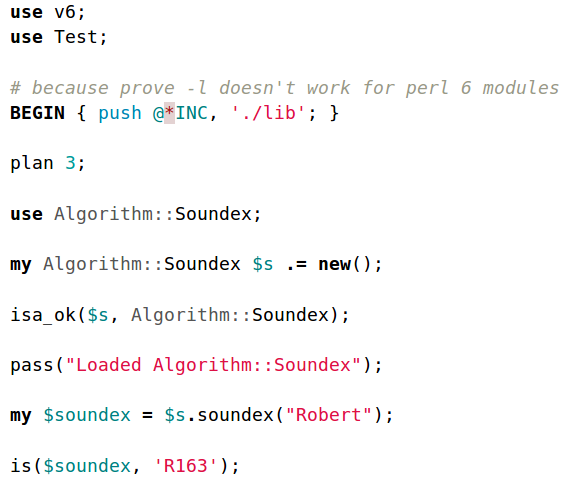 use v6;
use Test;
# because prove -l doesn't work for perl 6 modules
BEGIN { push @*INC, './lib'; }
plan 3;
use Algorithm::Soundex;
my Algorithm::Soundex $s .= new();
isa_ok($s, Algorithm::Soundex);
pass("Loaded Algorithm::Soundex");
my $soundex = $s.soundex("Robert");
is($soundex, 'R163');